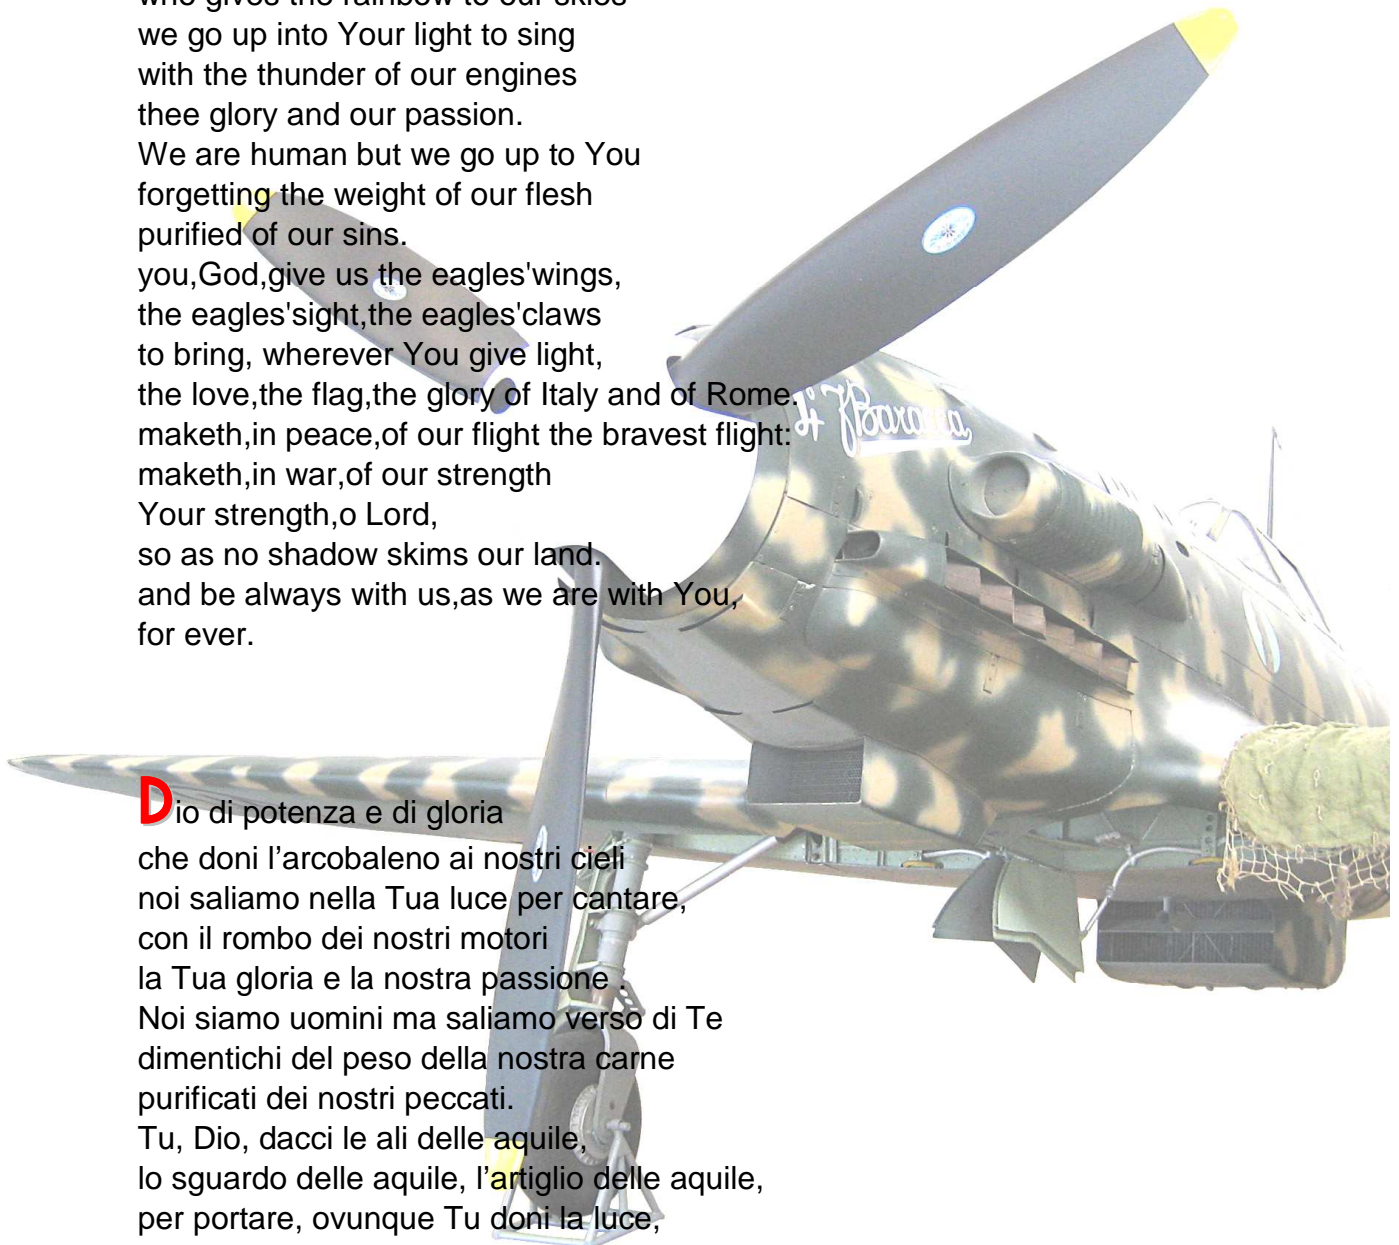 who gives the rainbow to our skies
we go up into Your light to sing
with the thunder of our engines
thee glory and our passion.
We are human but we go up to You
forgetting the weight of our flesh
purified of our sins.
you,God,give us the eagles'wings,
the eagles'sight,the eagles'claws
to bring, wherever You give light,
the love,the flag,the glory of Italy and of Rome.
maketh,in peace,of our flight the bravest flight:
maketh,in war,of our strength
Your strength,o Lord,
so as no shadow skims our land.
and be always with us,as we are with You,
for ever.
4° F Baracca
Dio di potenza e di gloria
che doni l’arcobaleno ai nostri cieli
noi saliamo nella Tua luce per cantare,
con il rombo dei nostri motori
la Tua gloria e la nostra passione .
Noi siamo uomini ma saliamo verso di Te
dimentichi del peso della nostra carne
purificati dei nostri peccati.
Tu, Dio, dacci le ali delle aquile,
lo sguardo delle aquile, l’artiglio delle aquile,
per portare, ovunque Tu doni la luce,